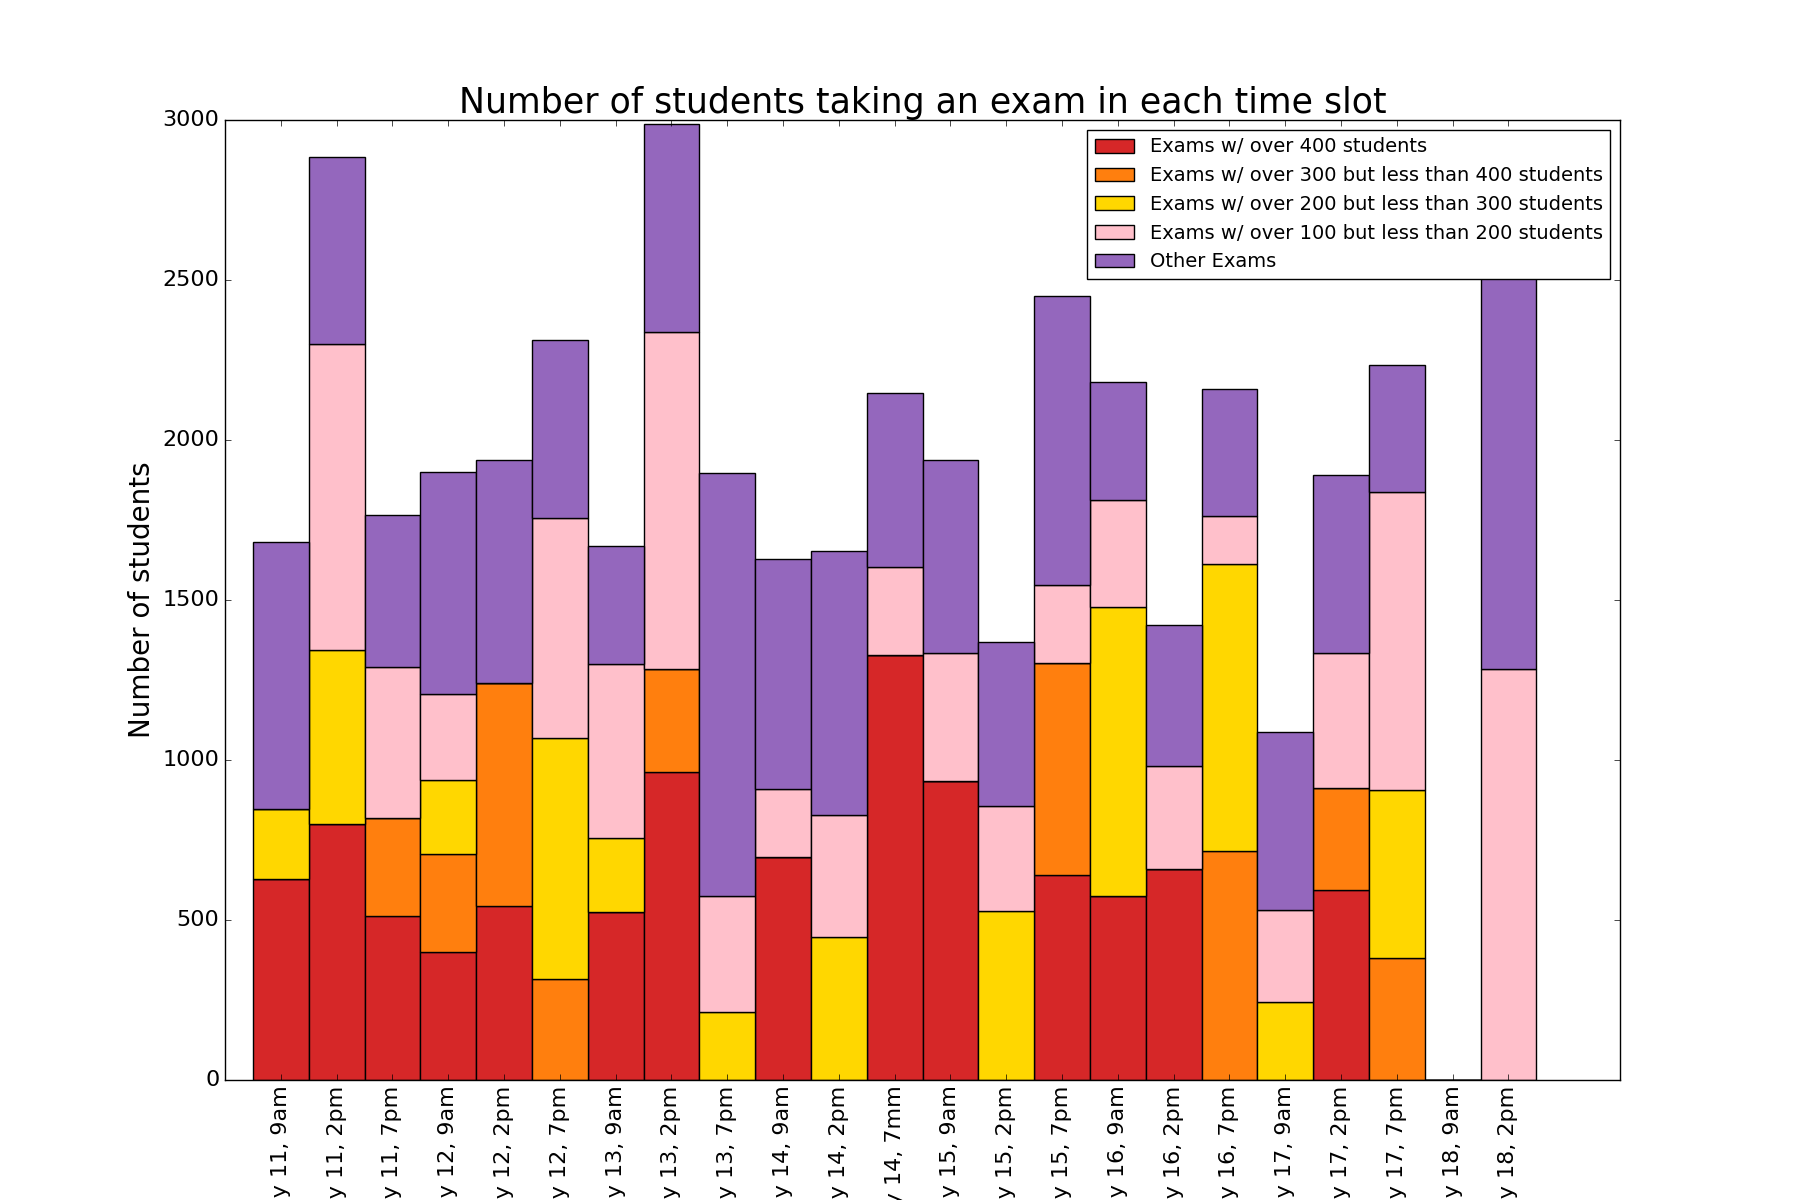 Number of students taking an exam in each time slot
3000
2500
2000
1500
1000
500
0
Number of students
Exams w/ over 400 students
Exams w/ over 300 but less than 400 students
Exams w/ over 200 but less than 300 students
Exams w/ over 100 but less than 200 students
Other Exams
y 11, 9am
y 11, 2pm
y 11, 7pm
y 12, 9am
y 12, 2pm
y 12, 7pm
y 13, 9am
y 13, 2pm
y 13, 7pm
y 14, 9am
y 14, 2pm
y 14, 7mm
y 15, 9am
y 15, 2pm
y 15, 7pm
y 16, 9am
y 16, 2pm
y 16, 7pm
y 17, 9am
y 17, 2pm
y 17, 7pm
y 18, 9am
y 18, 2pm